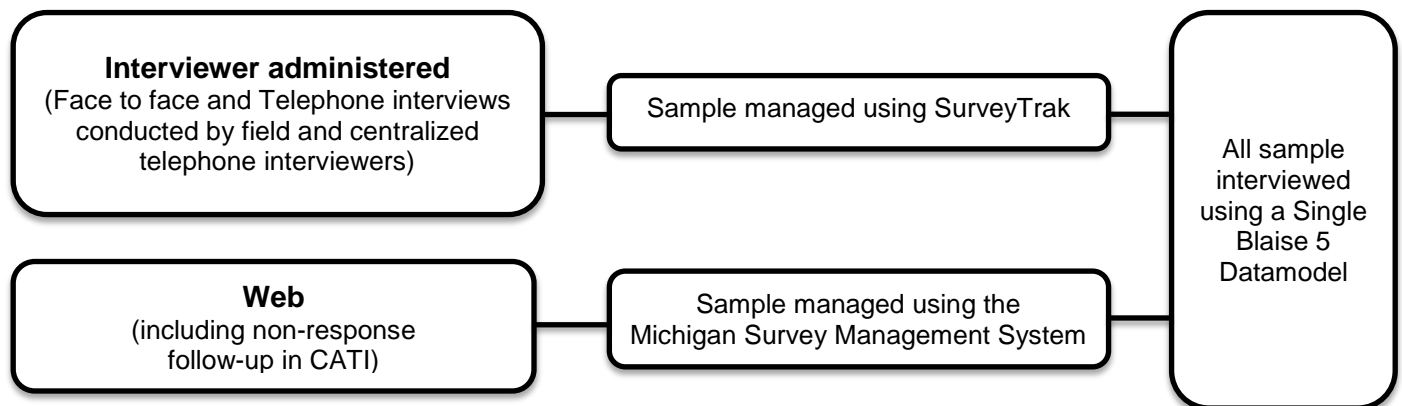 Interviewer administered
(Face to face and Telephone interviews
conducted by field and centralized
telephone interviewers)
Sample managed using SurveyTrak
All sample
interviewed
using a Single
Blaise 5
Datamodel
Web
(including non-response
follow-up in CATI)
Sample managed using the
Michigan Survey Management System